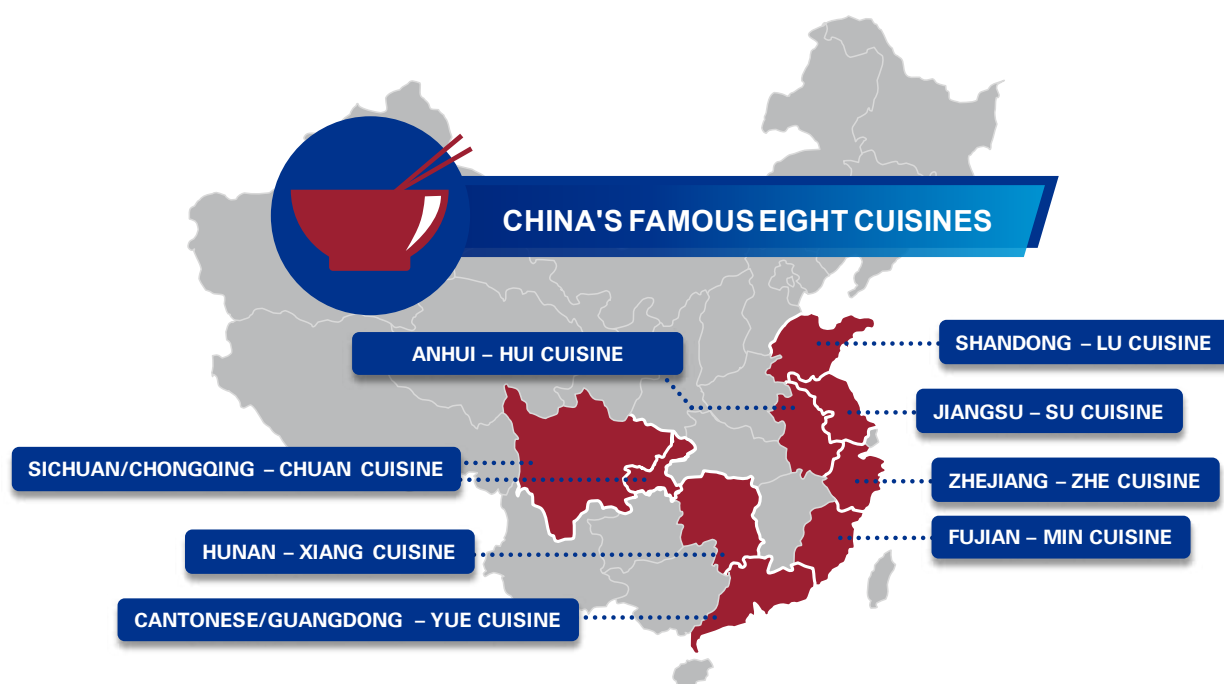 CHINA'S FAMOUS EIGHT CUISINES
ANHUI – HUI CUISINE
SHANDONG – LU CUISINE
JIANGSU – SU CUISINE
SICHUAN/CHONGQING – CHUAN CUISINE
ZHEJIANG – ZHE CUISINE
HUNAN – XIANG CUISINE
FUJIAN – MIN CUISINE
CANTONESE/GUANGDONG – YUE CUISINE